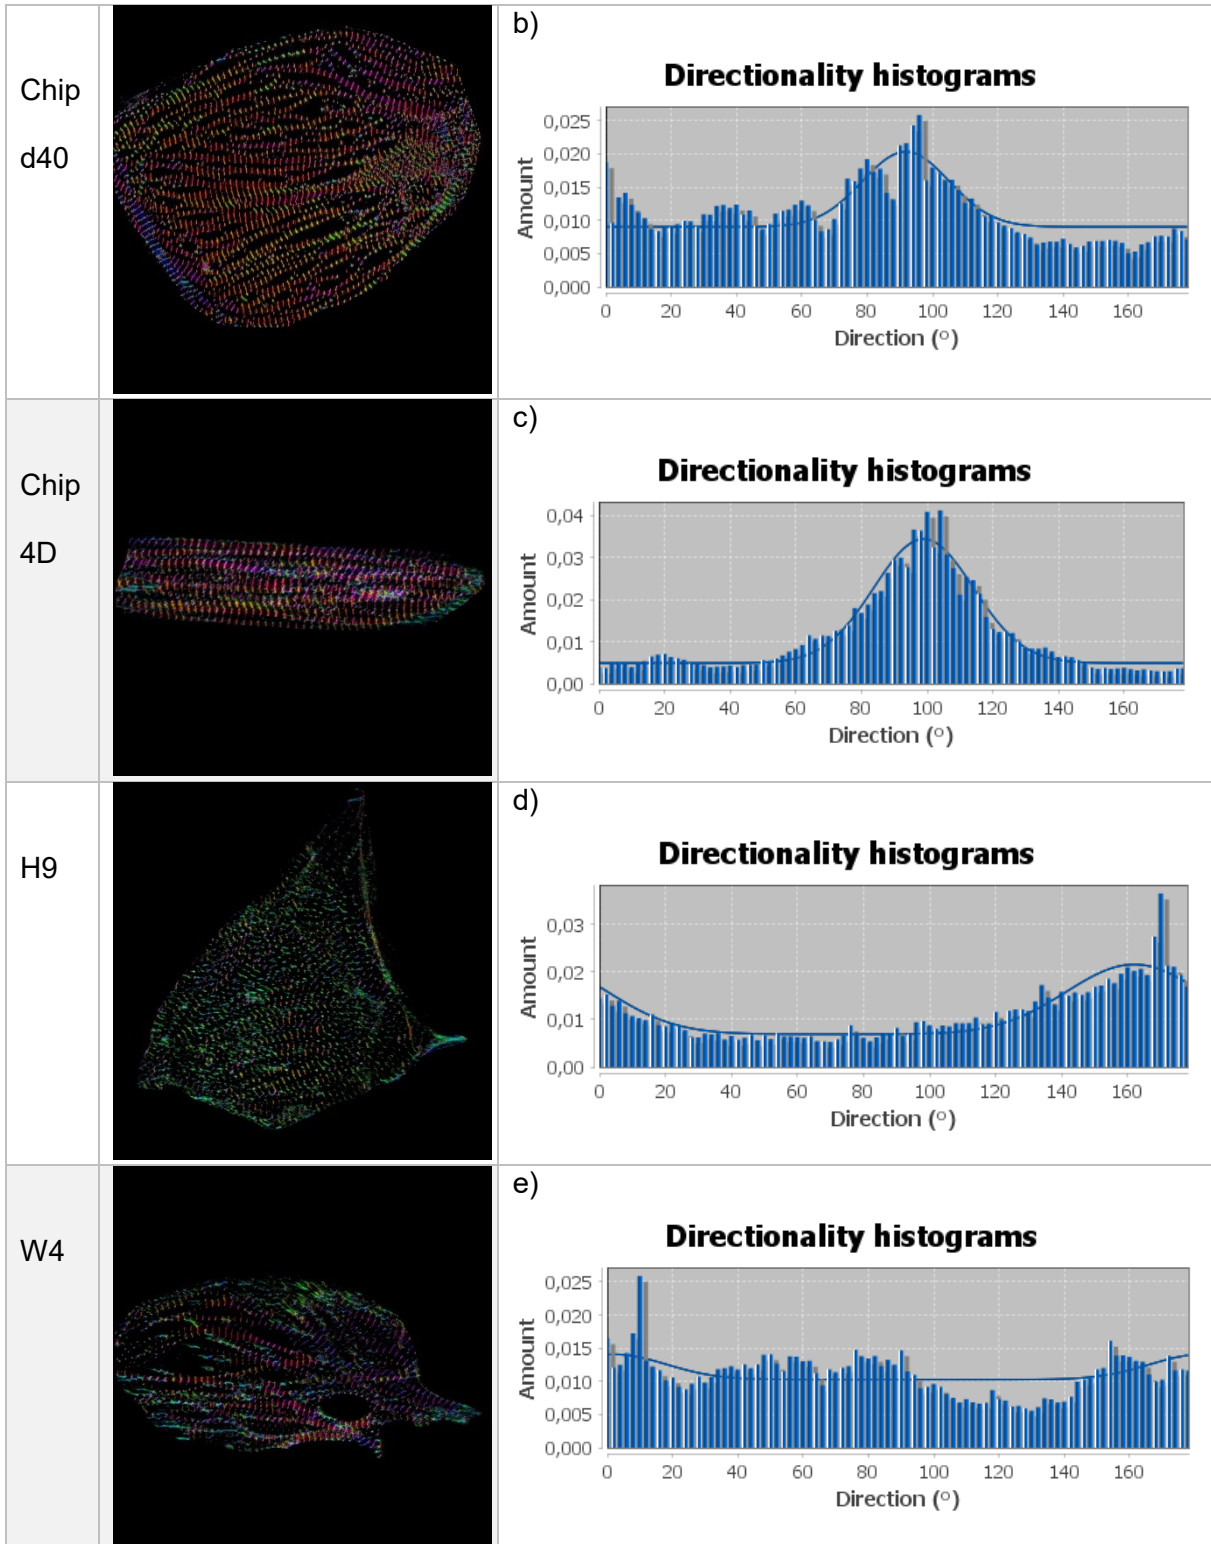 Chip
d40
b)
Directionality histograms
Amount
0,025
0,020
0,015
0,010
0,005
0,000
0 20 40 60 80 100 120 140 160
Direction (°)
Chip
4D
c)
Directionality histograms
Amount
0,04
0,03
0,02
0,01
0,00
0 20 40 60 80 100 120 140 160
Direction (°)
H9
d)
Directionality histograms
Amount
0,03
0,02
0,01
0,00
0 20 40 60 80 100 120 140 160
Direction (°)
W4
e)
Directionality histograms
Amount
0,025
0,020
0,015
0,010
0,005
0,000
0 20 40 60 80 100 120 140 160
Direction (°)